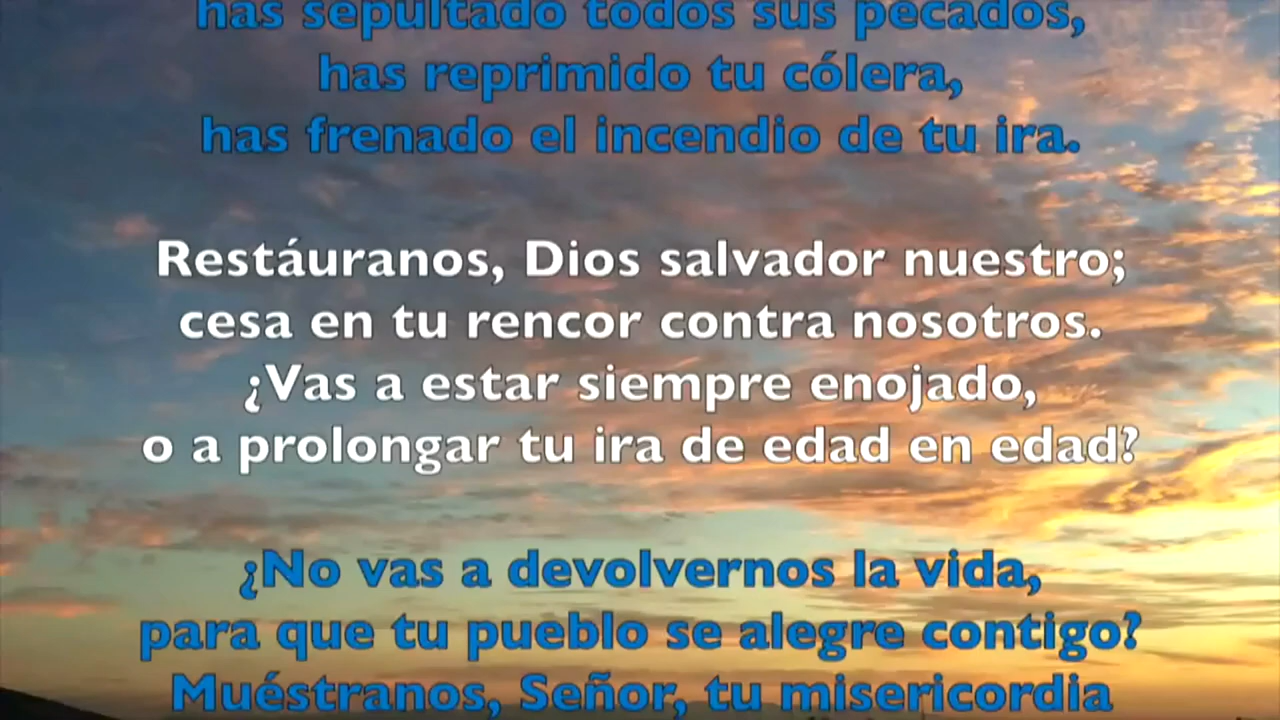 has sepultado todos sus pecados,
has reprimido tu cólera,
has frenado el incendio de tu ira.
Restáuranos, Dios salvador nuestro;
cesa en tu rencor contra nosotros.
¿Vas a estar siempre enojado,
o a prolongar tu ira de edad en edad?
¿No vas a devolvernos la vida,
para que tu pueblo se alegre contigo?
Muéstranos, Señor, tu misericordia